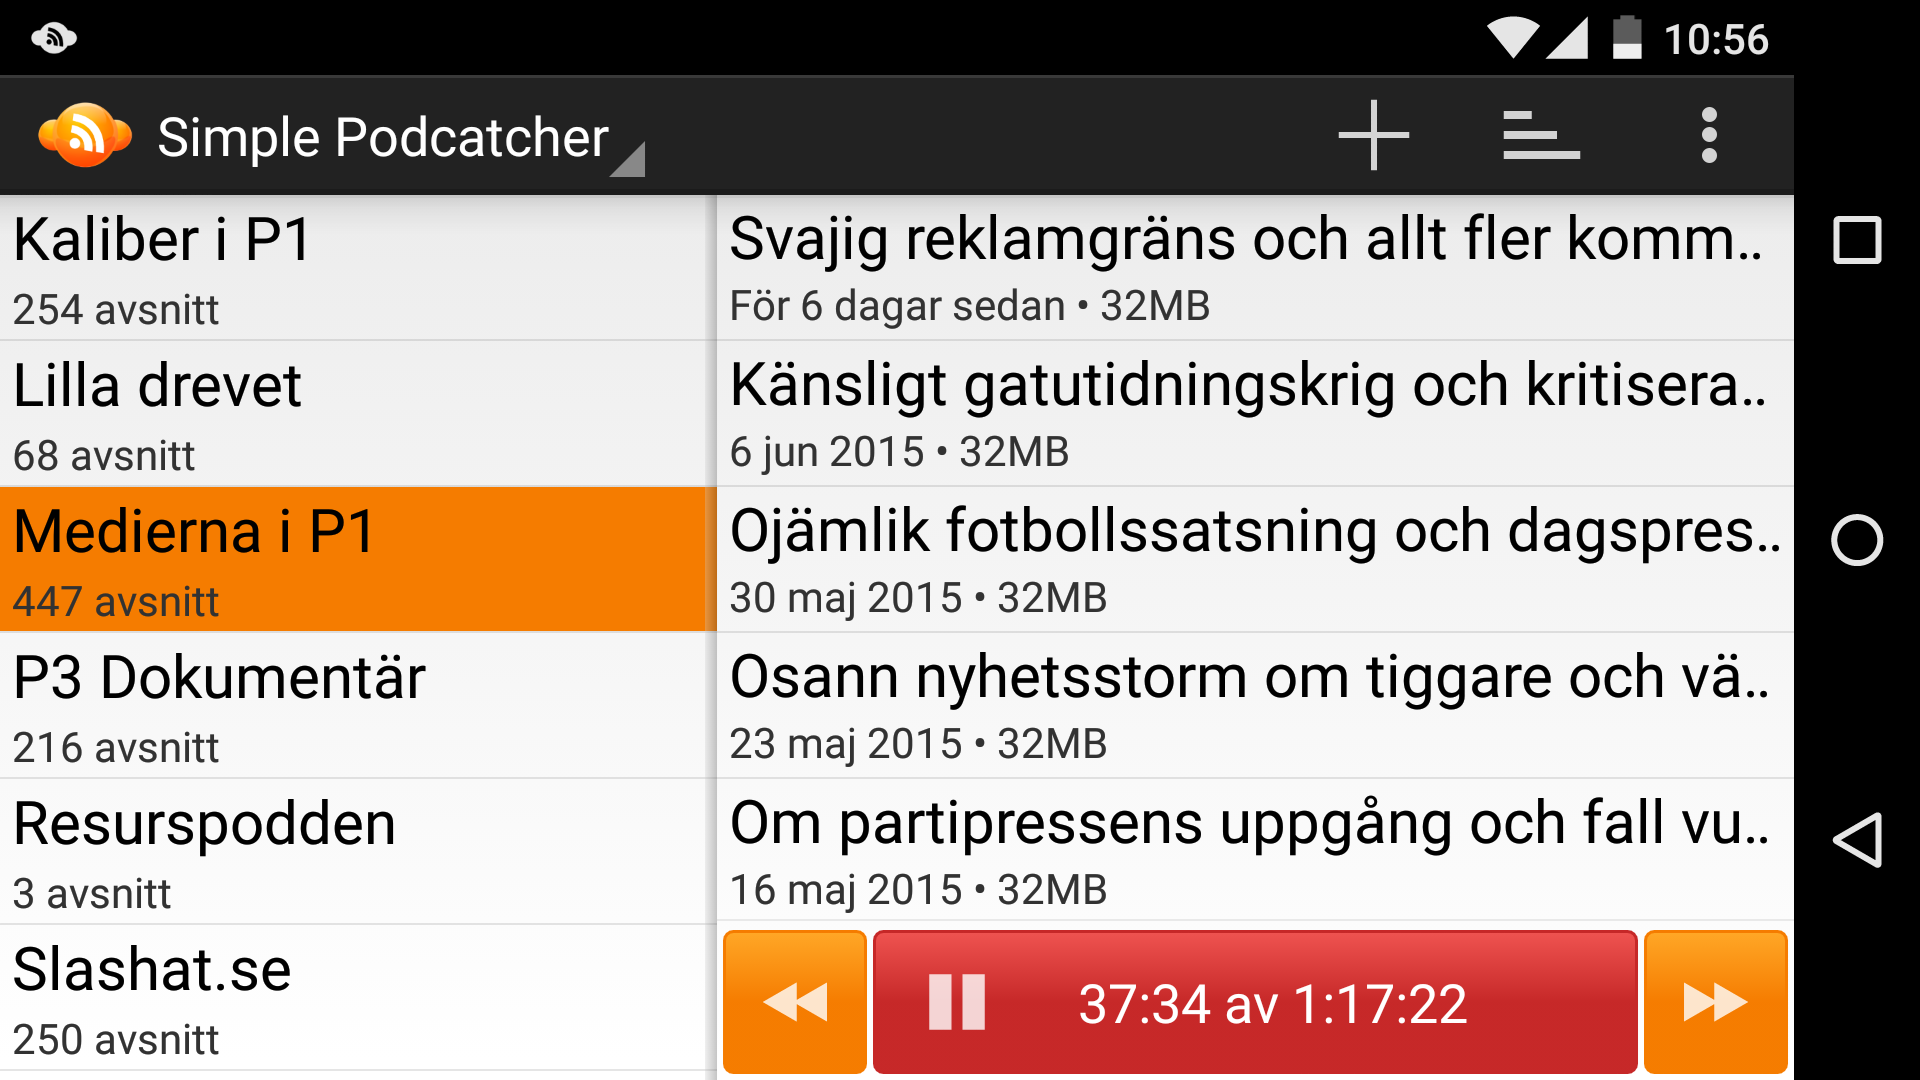 10:56
Simple Podcatcher
Kaliber i P1
254 avsnitt
Lilla drevet
68 avsnitt
Medierna i P1
447 avsnitt
P3 Dokumentär
216 avsnitt
Resurspodden
3 avsnitt
Slashat.se
250 avsnitt
Svajig reklamgräns och allt fler komm..
För 6 dagar sedan • 32MB
Känsligt gatutidningskrig och kritisera..
6 jun 2015 • 32MB
Ojämlik fotbollssatsning och dagspres..
30 maj 2015 • 32MB
Osann nyhetsstorm om tiggare och vä..
23 maj 2015 • 32MB
Om partipressens uppgång och fall vu..
16 maj 2015 • 32MB
37:34 av 1:17:22